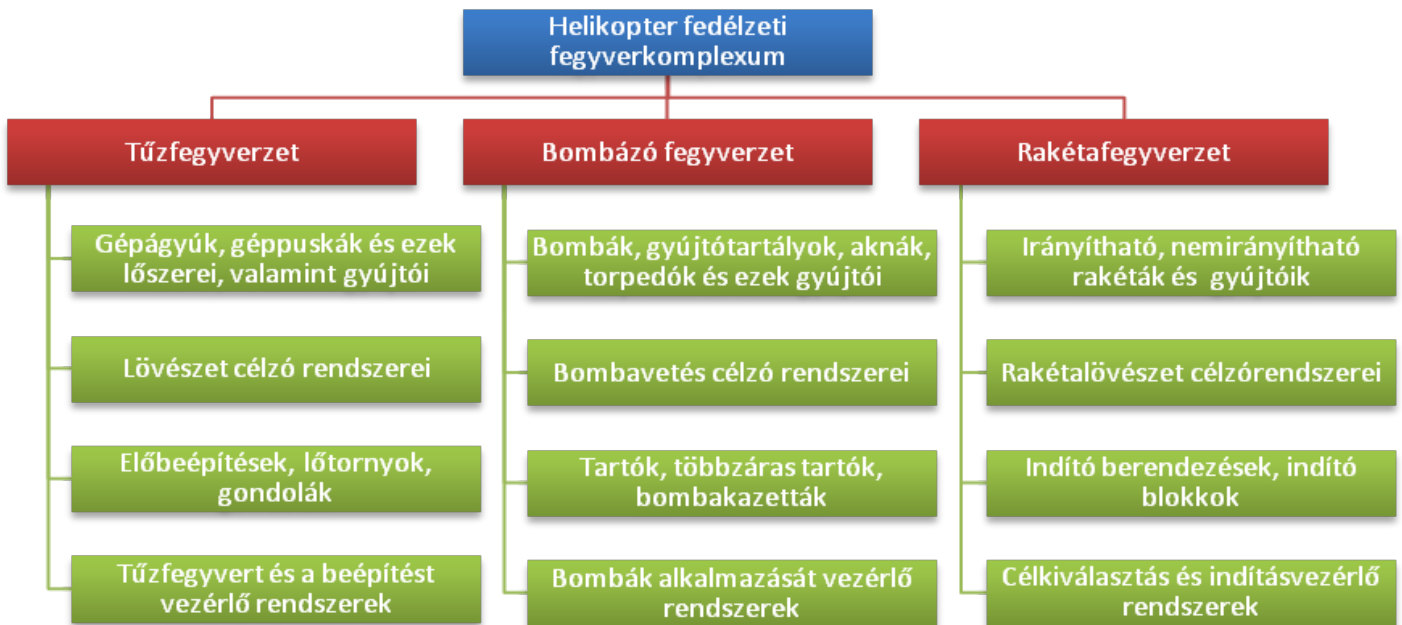 Helikopter fedélzeti
fegyverkomplexum
Tűzfegyverzet
Gépágyúk, géppuskák és ezek
lőszerei, valamint gyújtói
Lövészet célzó rendszerei
Előbeépítések, lőtornyok,
gondolák
Tűzfegyvert és a beépítést
vezérlő rendszerek
Bombázó fegyverzet
Bombák, gyújtótartályok, aknák,
torpedók és ezek gyújtói
Bombavetés célzó rendszerei
Tartók, többzáras tartók,
bombakazetták
Bombák alkalmazását vezérlő
rendszerek
Rakétafegyverzet
Irányítható, nemirányítható
rakéták és gyújtóik
Rakétalövészet célzórendszerei
Indító berendezések, indító
blokkok
Célkiválasztás és indításvezérlő
rendszerek